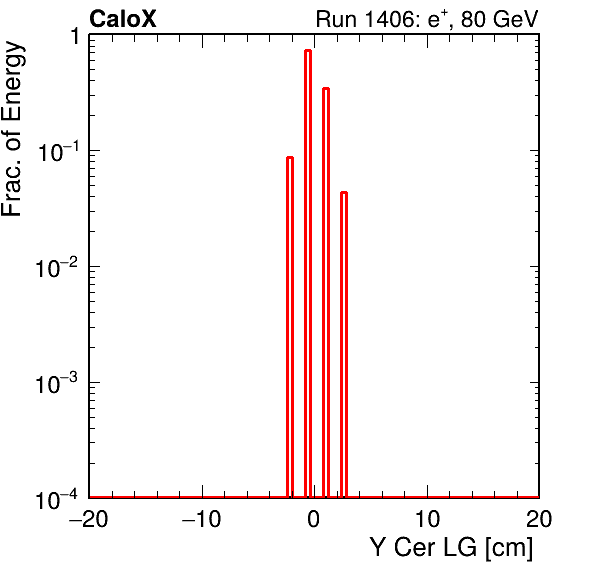 CaloX Run 1406: e⁺, 80 GeV
Frac. of Energy
1
10⁻¹
10⁻²
10⁻³
10⁻⁴
−20 −10 0 10 20
Y Cer LG [cm]